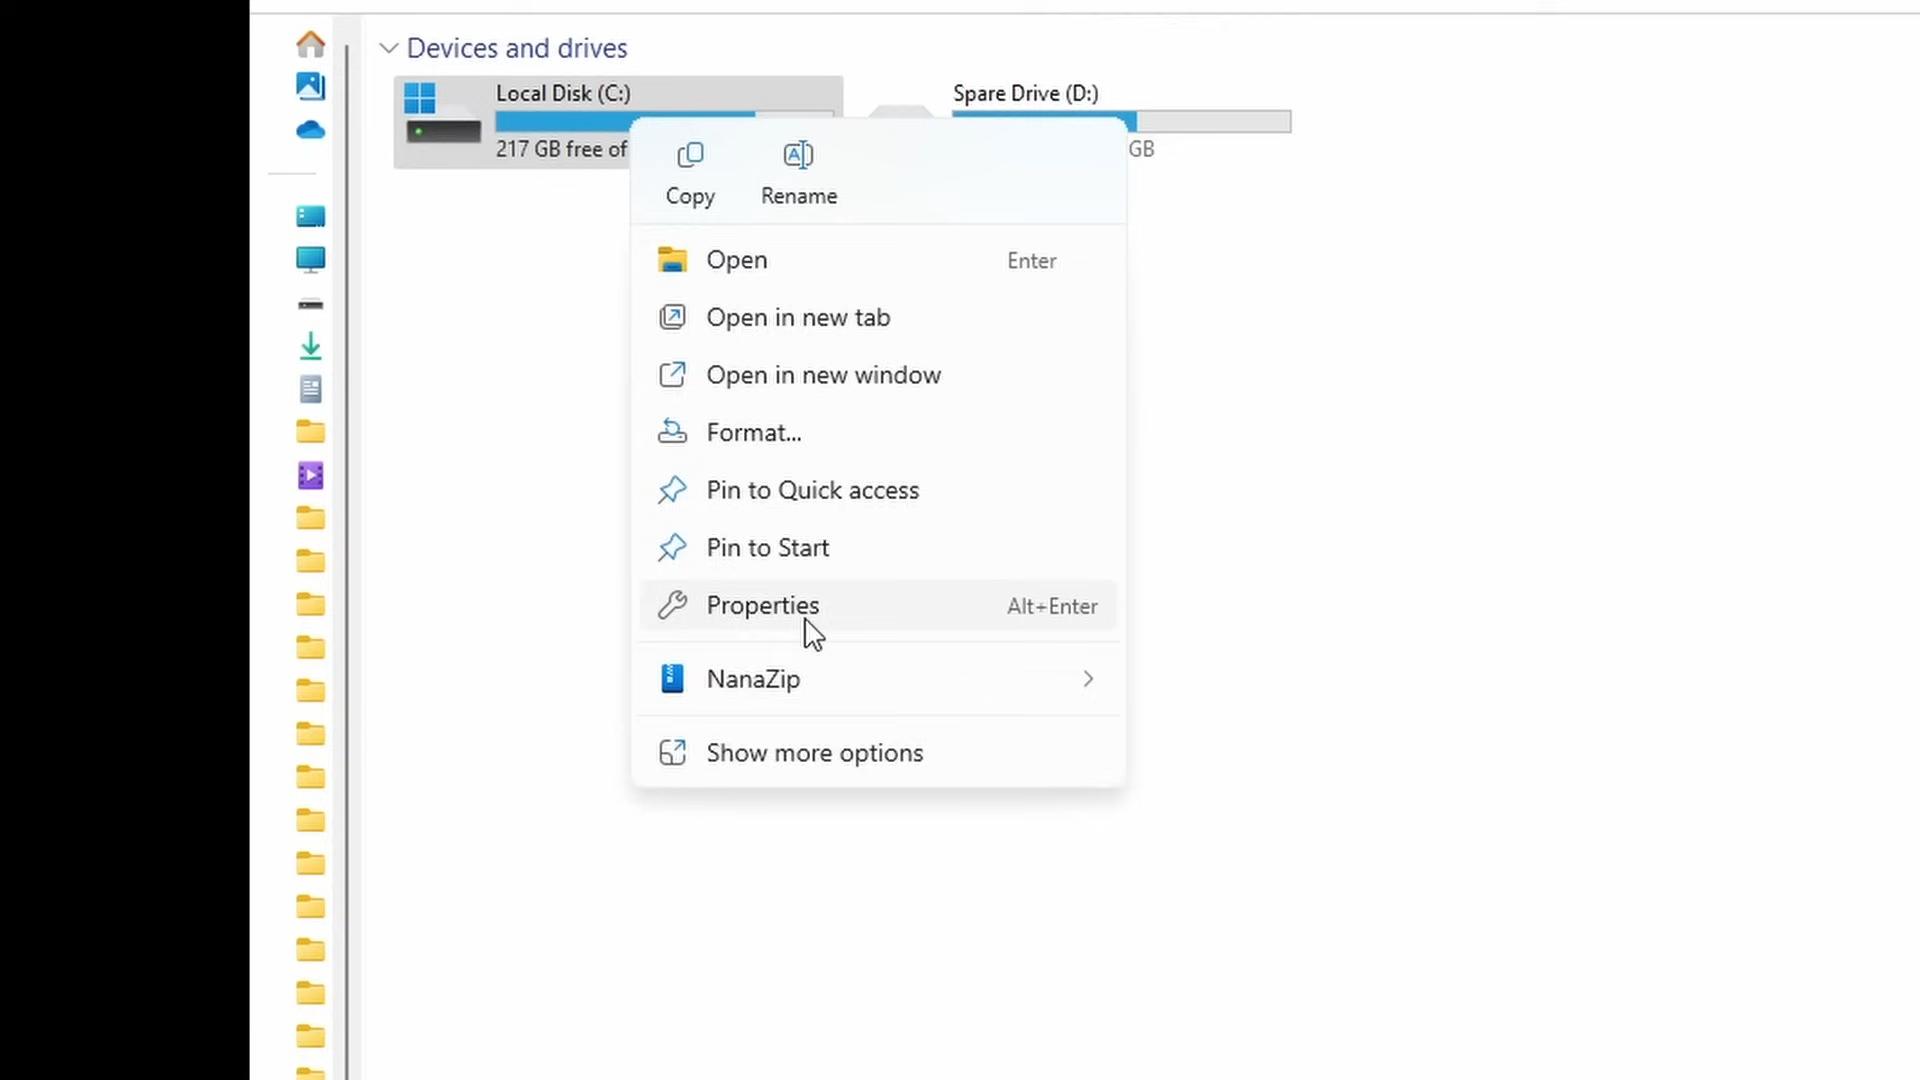 Devices and drives
Local Disk (C:)
217 GB free of
Spare Drive (D:)
GB
Copy
Rename
Open Enter
Open in new tab
Open in new window
Format...
Pin to Quick access
Pin to Start
Properties Alt+Enter
NanaZip
Show more options